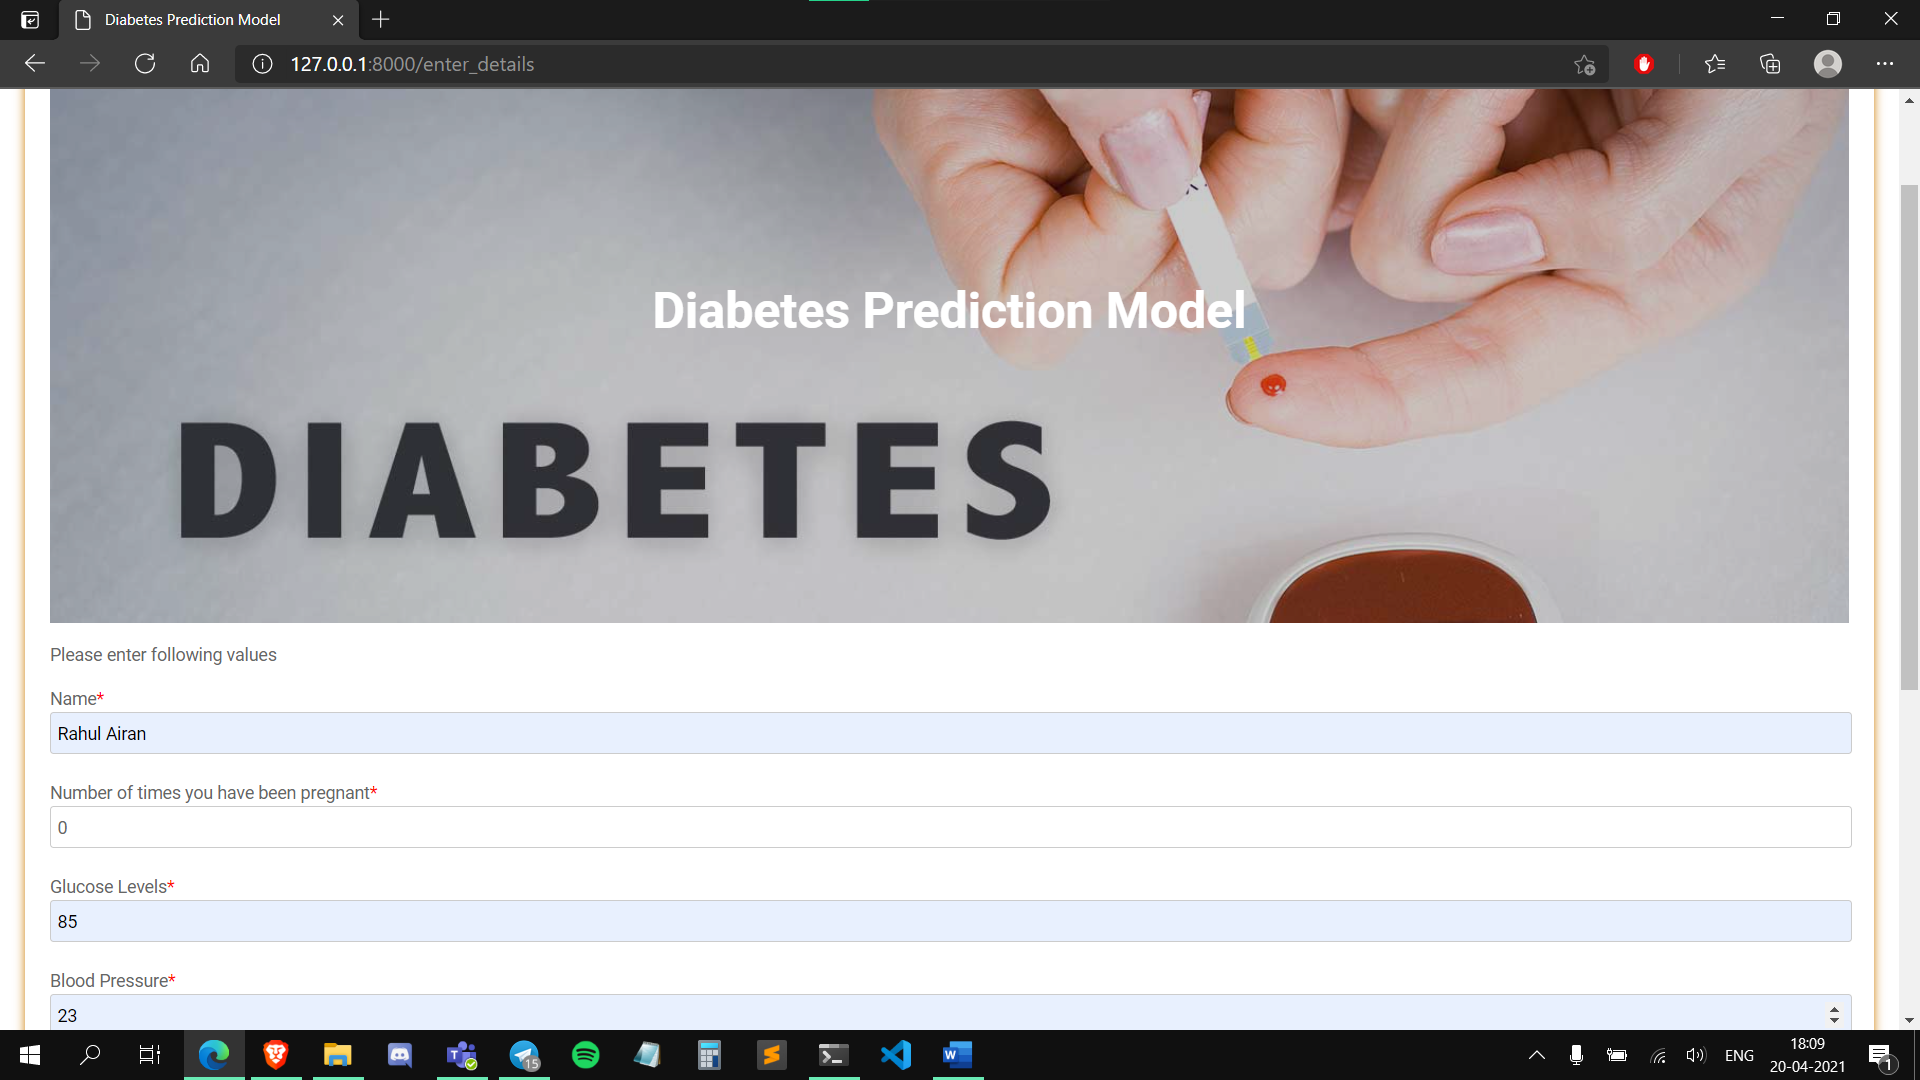 Diabetes Prediction Model
127.0.0.1:8000/enter_details
Diabetes Prediction Model
DIABETES
Please enter following values
Name*
Rahul Airan
Number of times you have been pregnant*
0
Glucose Levels*
85
Blood Pressure*
23
15
ENG
18:09
20-04-2021
1